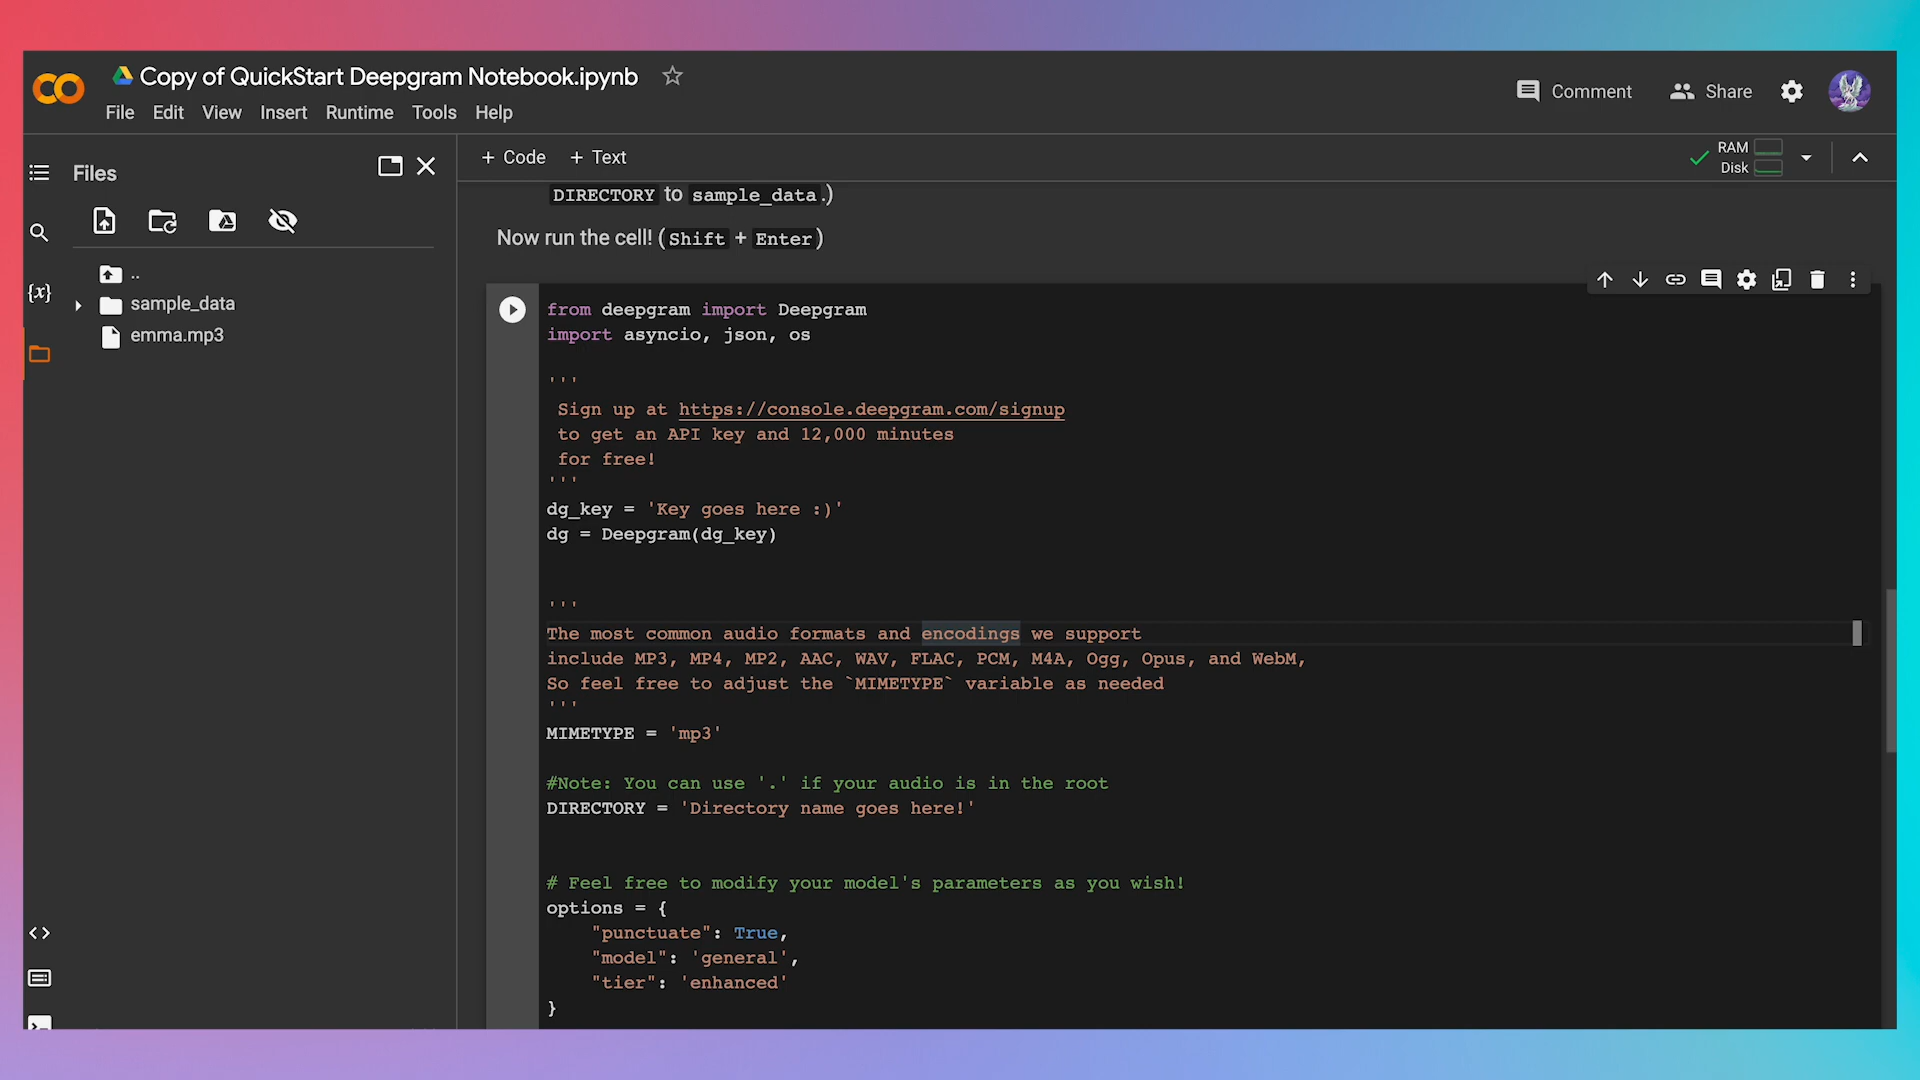 Copy of QuickStart Deepgram Notebook.ipynb
File Edit View Insert Runtime Tools Help
Comment Share
Files
+ Code + Text
RAM
Disk
DIRECTORY to sample_data.)
Now run the cell! (Shift + Enter)
{x}
..
sample_data
emma.mp3
from deepgram import Deepgram
import asyncio, json, os
'''
Sign up at https://console.deepgram.com/signup
to get an API key and 12,000 minutes
for free!
'''
dg_key = 'Key goes here :)'
dg = Deepgram(dg_key)
'''
The most common audio formats and encodings we support
include MP3, MP4, MP2, AAC, WAV, FLAC, PCM, M4A, Ogg, Opus, and WebM,
So feel free to adjust the `MIMETYPE` variable as needed
'''
MIMETYPE = 'mp3'
#Note: You can use '.' if your audio is in the root
DIRECTORY = 'Directory name goes here!'
# Feel free to modify your model's parameters as you wish!
options = {
"punctuate": True,
"model": 'general',
"tier": 'enhanced'
}